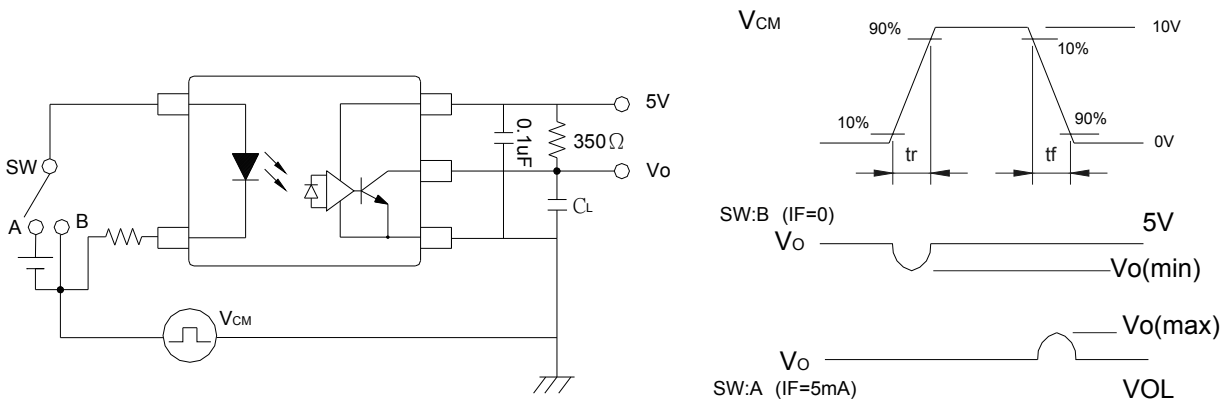 SW
A
B
VCM
5V
0.1uF
350Ω
Vo
CL
VCM
90%
10%
10V
10%
90%
0V
tr
tf
SW:B (IF=0)
5V
Vo
Vo(min)
Vo(max)
Vo
SW:A (IF=5mA)
VOL